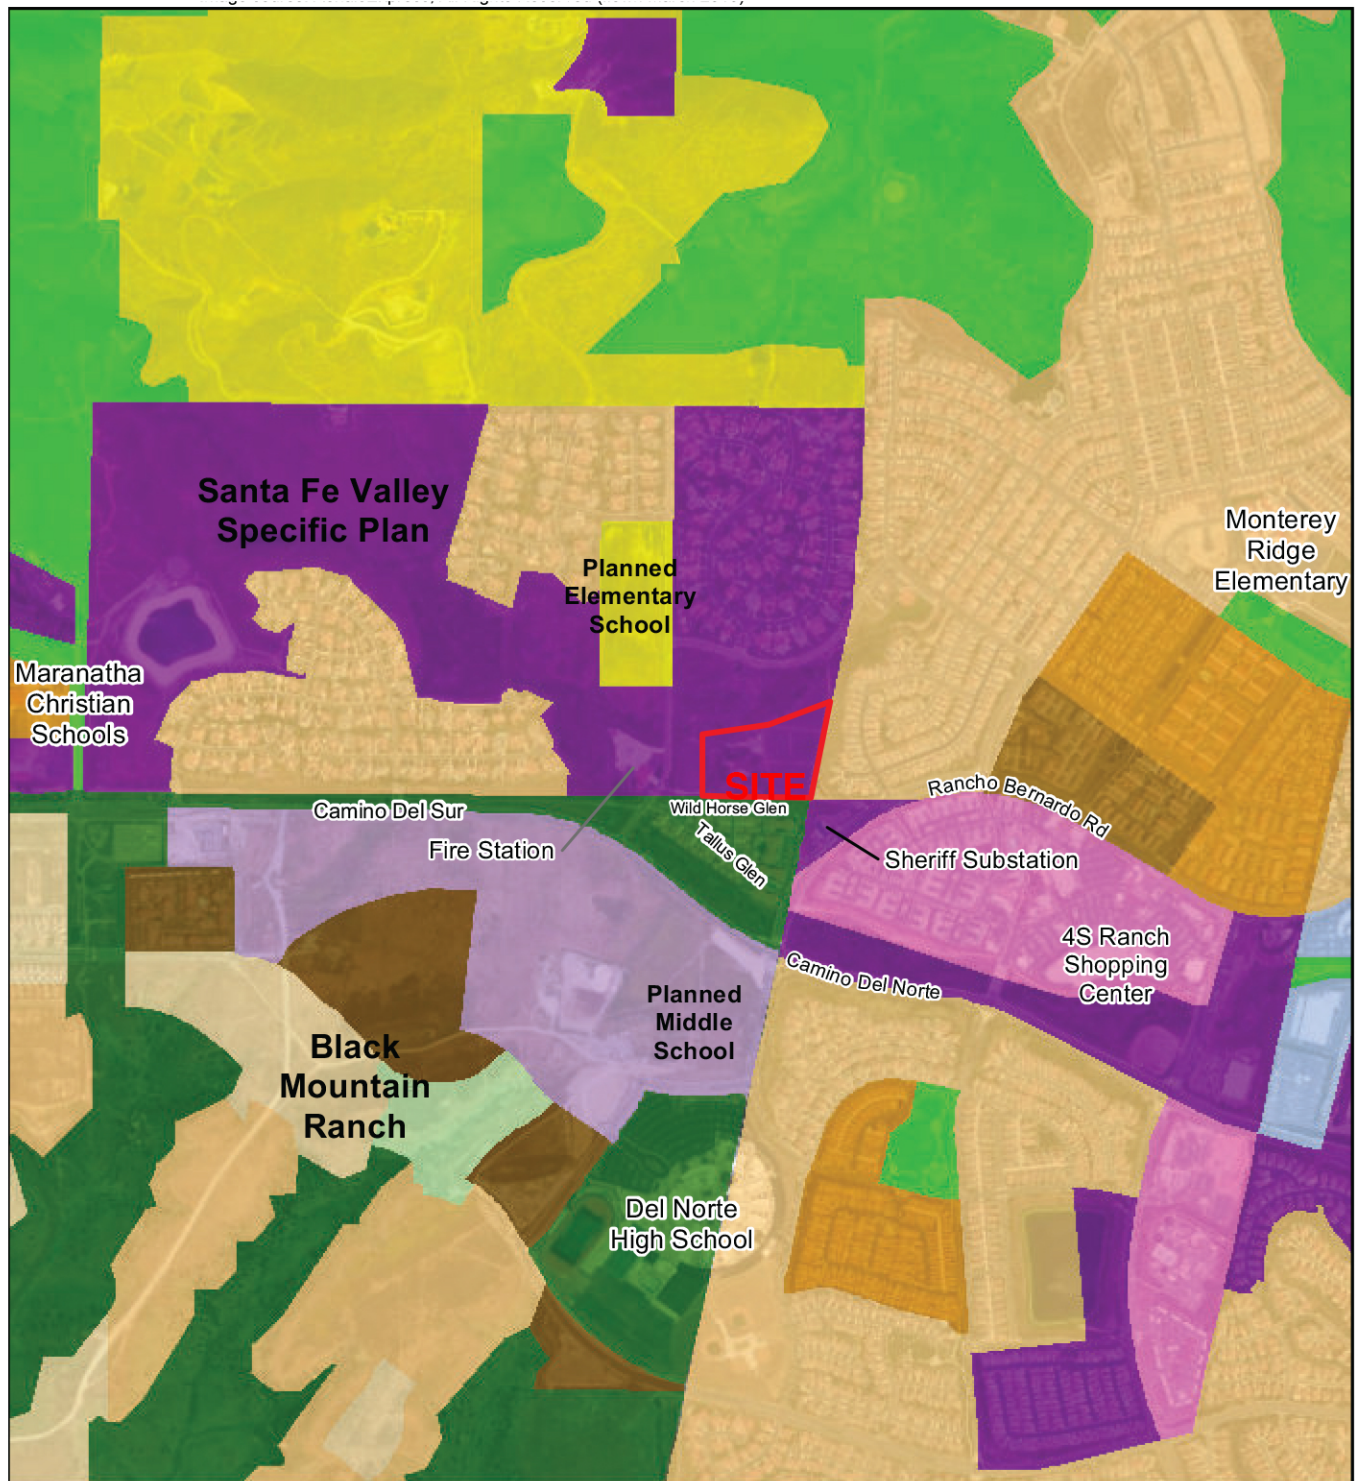 Santa Fe Valley
Specific Plan
Monterey
Ridge
Elementary
Planned
Elementary
School
Maranatha
Christian
Schools
SITE
Rancho Bernardo Rd
Camino Del Sur
Wild Horse Glen
Fire Station
Tallus Glen
Sheriff Substation
4S Ranch
Shopping
Center
Camino Del Norte
Planned
Middle
School
Black
Mountain
Ranch
Del Norte
High School